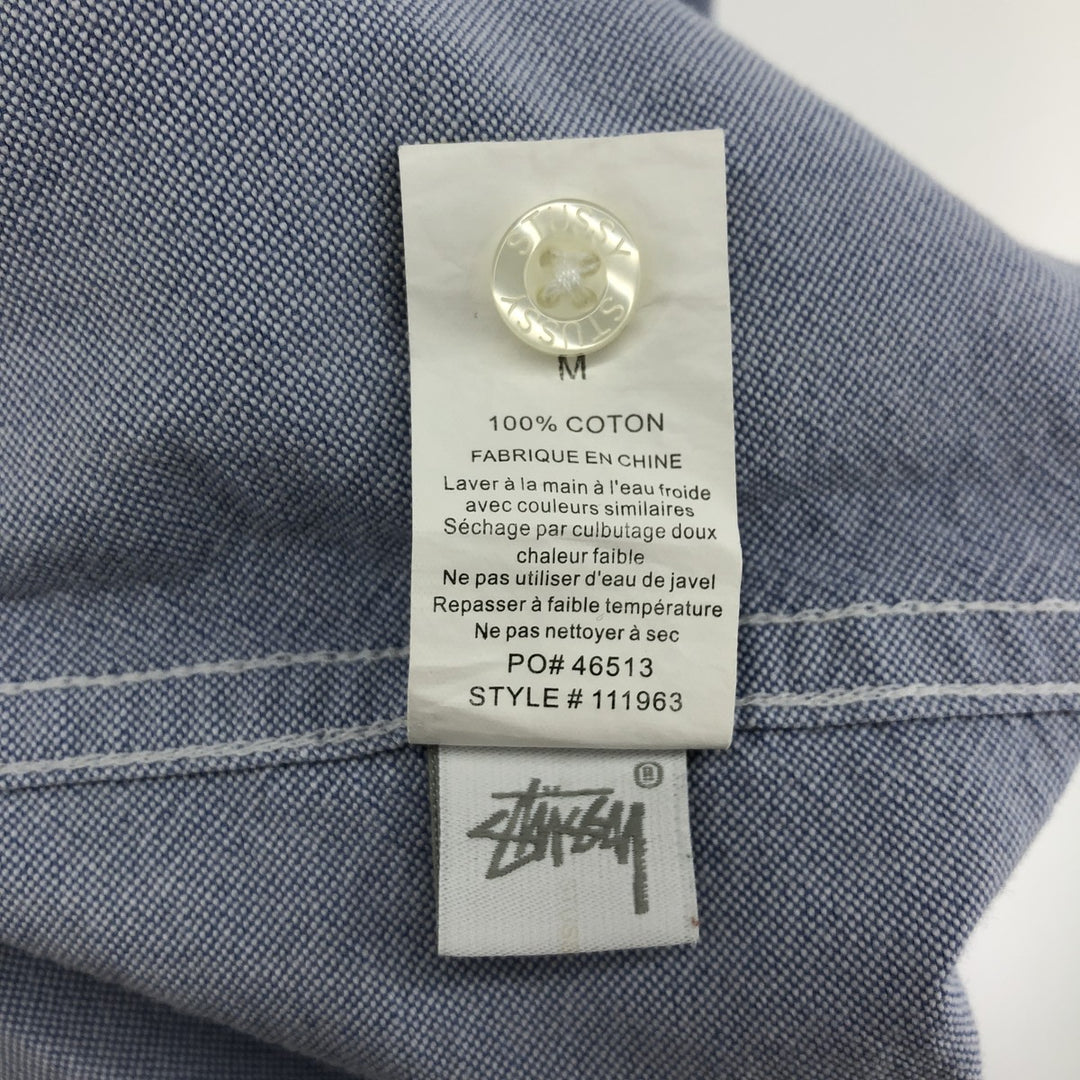 STUSSY
STUSSY
M
100% COTON
FABRIQUE EN CHINE
Laver à la main à l'eau froide
avec couleurs similaires
Séchage par culbutage doux
chaleur faible
Ne pas utiliser d'eau de javel
Repasser à faible température
Ne pas nettoyer à sec
PO# 46513
STYLE # 111963
Stüssy ®